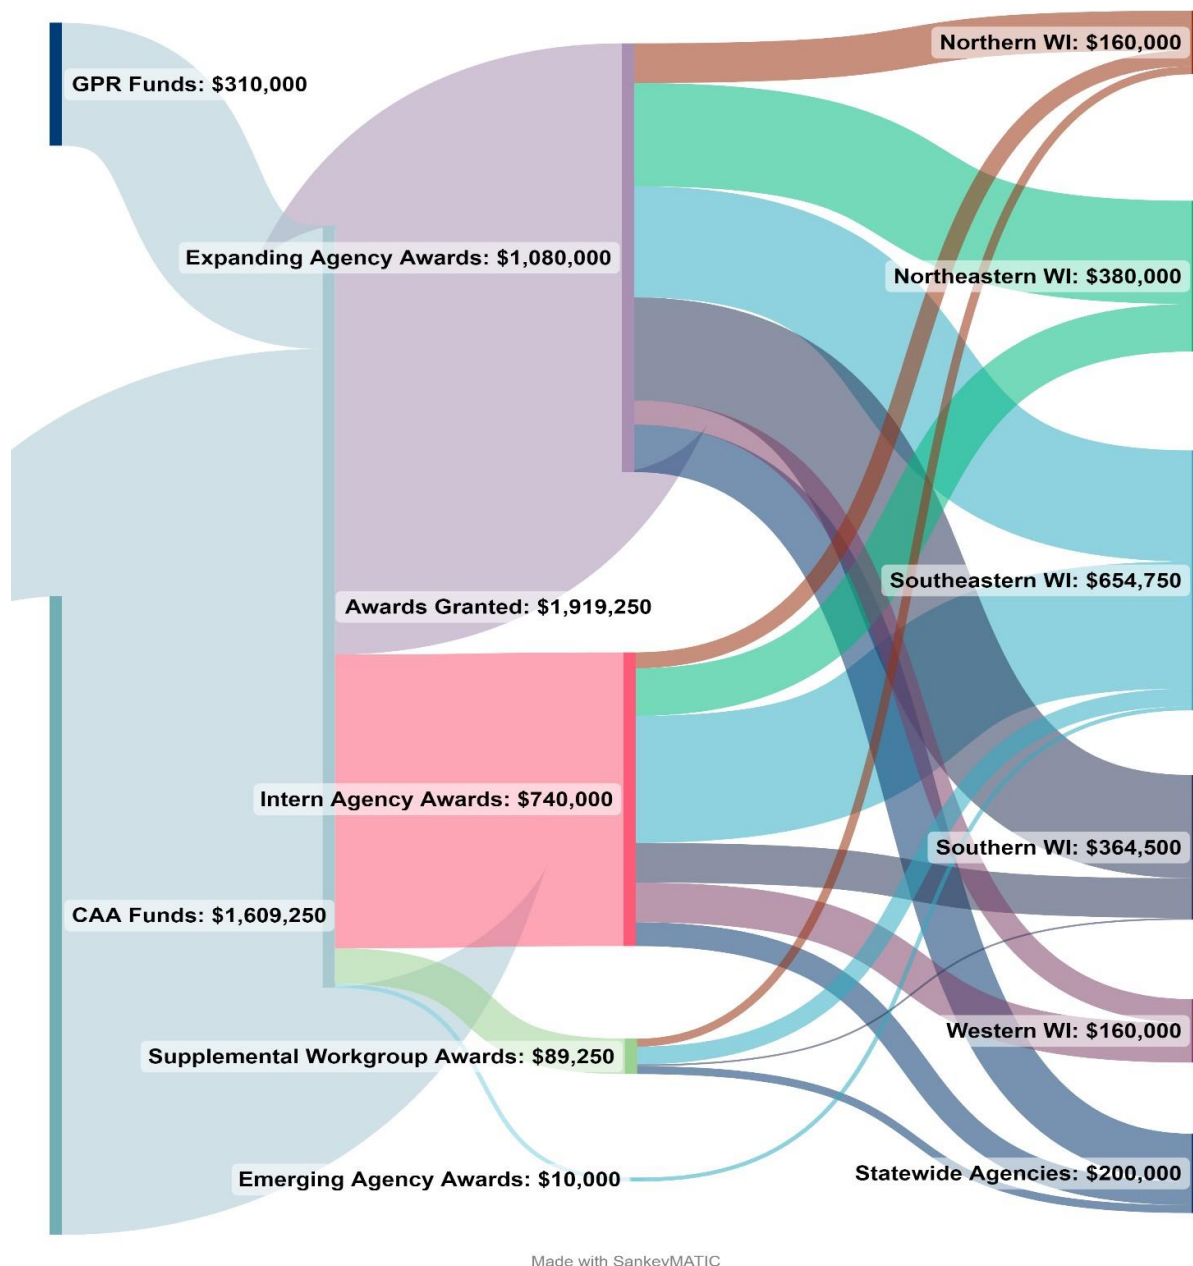 Northern WI: $160,000
GPR Funds: $310,000
Expanding Agency Awards: $1,080,000
Northeastern WI: $380,000
Southeastern WI: $654,750
Awards Granted: $1,919,250
Intern Agency Awards: $740,000
Southern WI: $364,500
CAA Funds: $1,609,250
Western WI: $160,000
Supplemental Workgroup Awards: $89,250
Statewide Agencies: $200,000
Emerging Agency Awards: $10,000
Made with SankeyMATIC